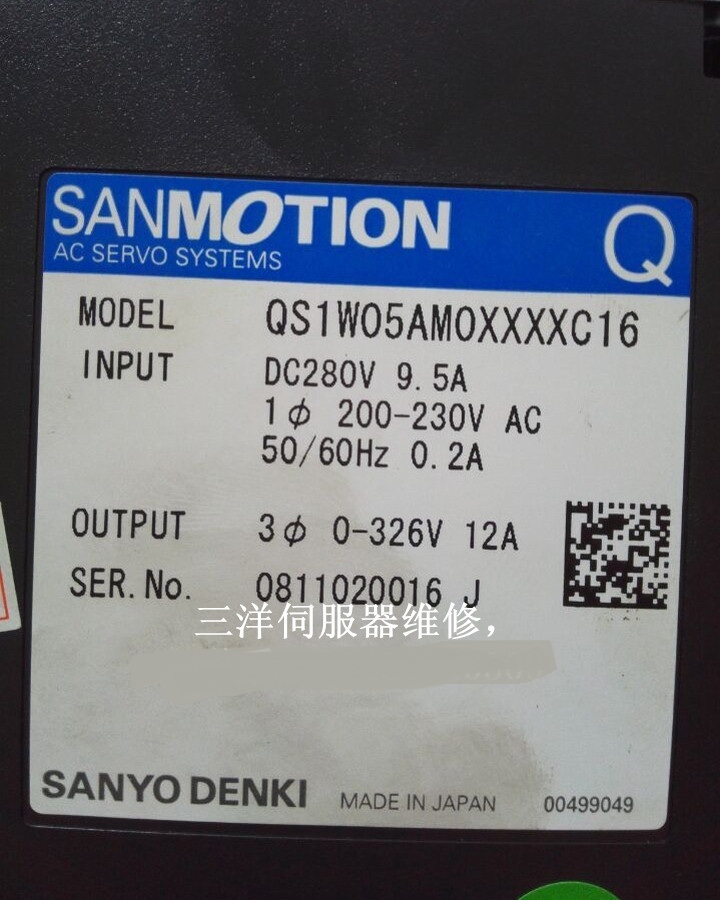 SANMOTION
AC SERVO SYSTEMS
Q
MODEL QS1W05AM0XXXXC16
INPUT DC280V 9.5A
1φ 200-230V AC
50/60Hz 0.2A
OUTPUT 3φ 0-326V 12A
SER.No. 0811020016 J
三洋伺服器维修，
SANYO DENKI MADE IN JAPAN 00499049